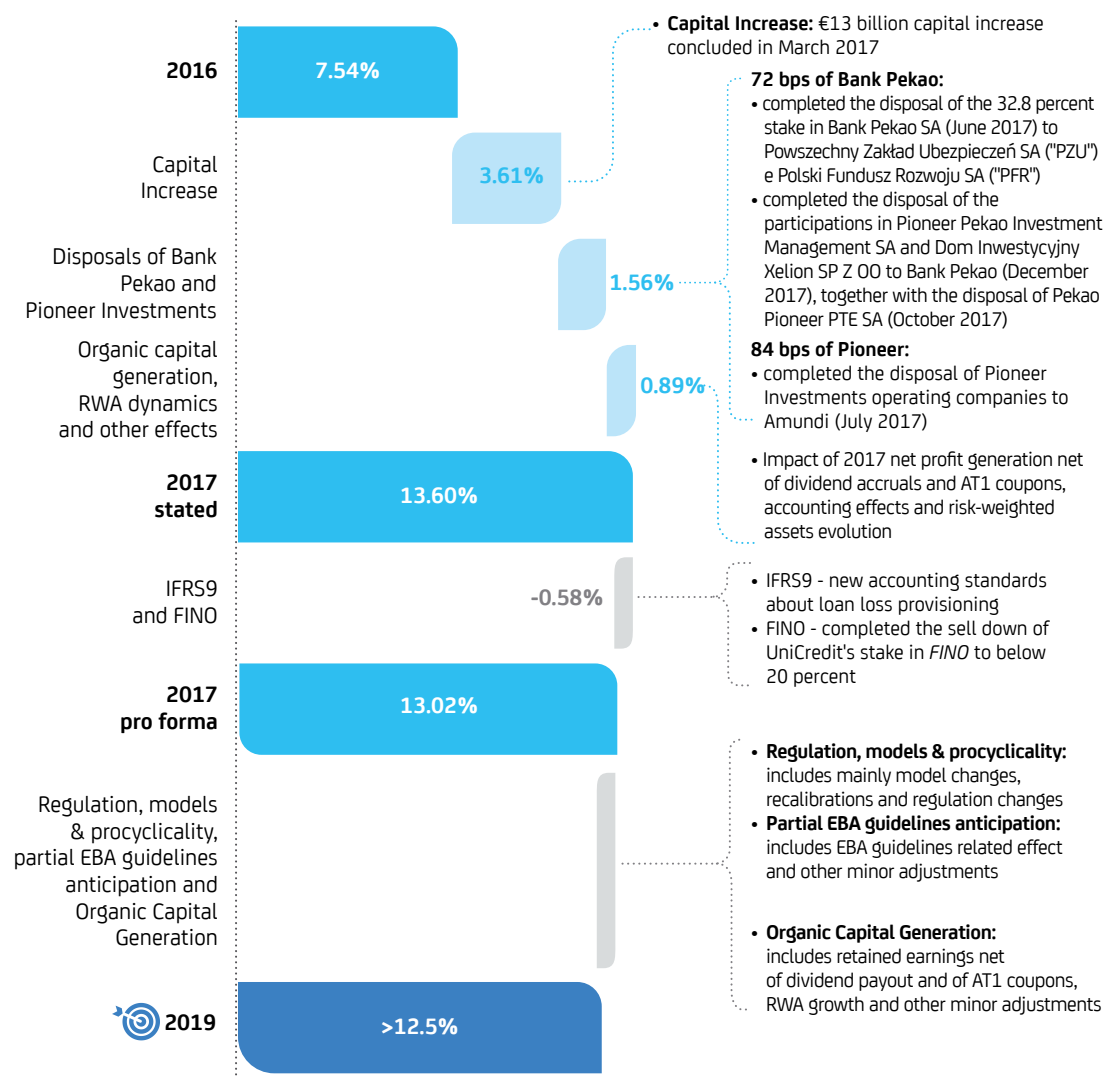 2016
7.54%
• Capital Increase: €13 billion capital increase
concluded in March 2017
Capital
Increase
3.61%
72 bps of Bank Pekao:
• completed the disposal of the 32.8 percent
stake in Bank Pekao SA (June 2017) to
Powszechny Zakład Ubezpieczeń SA ("PZU")
e Polski Fundusz Rozwoju SA ("PFR")
• completed the disposal of the
participations in Pioneer Pekao Investment
Management SA and Dom Inwestycyjny
Xelion SP Z OO to Bank Pekao (December
2017), together with the disposal of Pekao
Pioneer PTE SA (October 2017)
Disposals of Bank
Pekao and
Pioneer Investments
1.56%
84 bps of Pioneer:
• completed the disposal of Pioneer
Investments operating companies to
Amundi (July 2017)
Organic capital
generation,
RWA dynamics
and other effects
0.89%
• Impact of 2017 net profit generation net
of dividend accruals and AT1 coupons,
accounting effects and risk-weighted
assets evolution
2017
stated
13.60%
IFRS9
and FINO
-0.58%
• IFRS9 - new accounting standards
about loan loss provisioning
• FINO - completed the sell down of
UniCredit's stake in FINO to below
20 percent
2017
pro forma
13.02%
Regulation, models
& procyclicality,
partial EBA guidelines
anticipation and
Organic Capital
Generation
• Regulation, models & procyclicality:
includes mainly model changes,
recalibrations and regulation changes
• Partial EBA guidelines anticipation:
includes EBA guidelines related effect
and other minor adjustments
• Organic Capital Generation:
includes retained earnings net
of dividend payout and of AT1 coupons,
RWA growth and other minor adjustments
2019
>12.5%